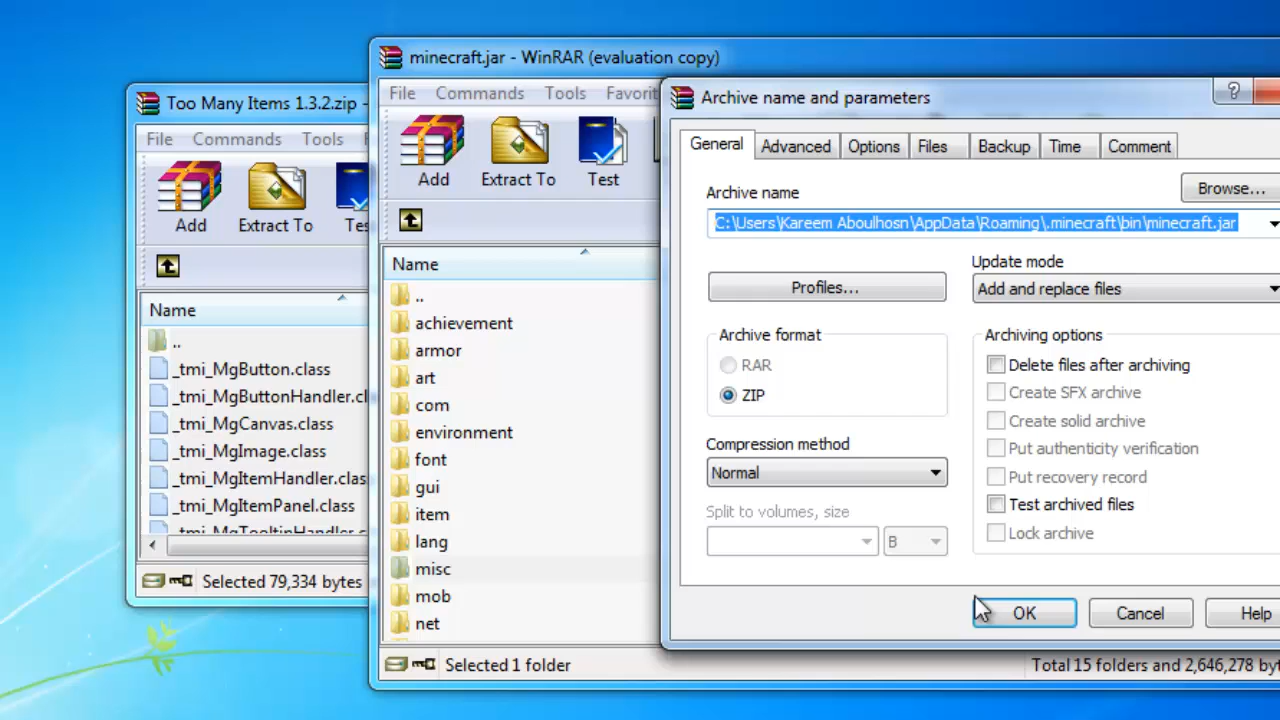 Too Many Items 1.3.2.zip -
File Commands Tools
Add Extract To
Name
..
_tmi_MgButton.class
_tmi_MgButtonHandler.cl
_tmi_MgCanvas.class
_tmi_MgImage.class
_tmi_MgItemHandler.clas
_tmi_MgItemPanel.class
Selected 79,334 bytes
minecraft.jar - WinRAR (evaluation copy)
File Commands Tools Favorit
Add Extract To Test
Name
..
achievement
armor
art
com
environment
font
gui
item
lang
misc
mob
net
Selected 1 folder
Total 15 folders and 2,646,278 byt
Archive name and parameters
?
General Advanced Options Files Backup Time Comment
Archive name
Browse...
C:\Users\Kareem Aboulhosn\AppData\Roaming\.minecraft\bin\minecraft.jar
Profiles...
Update mode
Add and replace files
Archive format
RAR
ZIP
Compression method
Normal
Split to volumes, size
B
Archiving options
Delete files after archiving
Create SFX archive
Create solid archive
Put authenticity verification
Put recovery record
Test archived files
Lock archive
OK Cancel Help